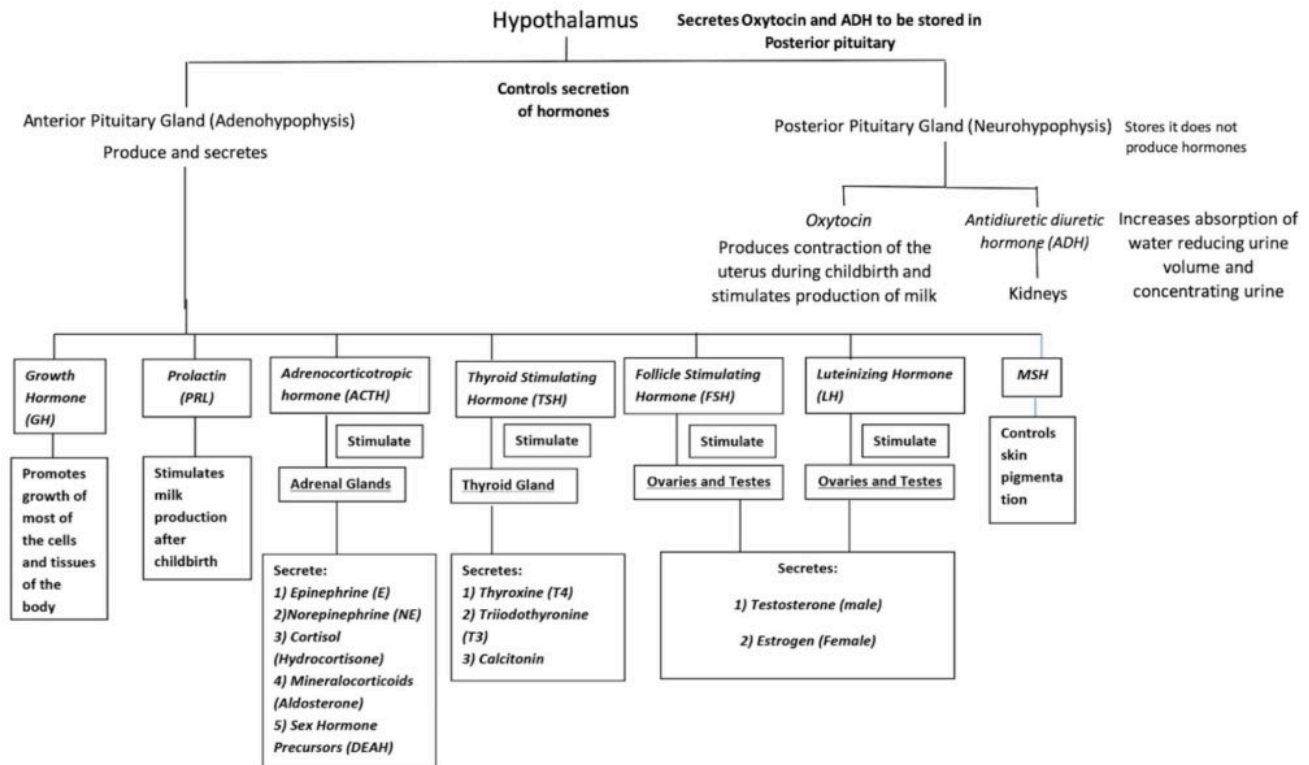 Hypothalamus
Secretes Oxytocin and ADH to be stored in
Posterior pituitary
Controls secretion
of hormones
Anterior Pituitary Gland (Adenohypophysis)
Produce and secretes
Posterior Pituitary Gland (Neurohypophysis)
Stores it does not
produce hormones
Oxytocin
Produces contraction of the
uterus during childbirth and
stimulates production of milk
Antidiuretic diuretic
hormone (ADH)
Kidneys
Increases absorption of
water reducing urine
volume and
concentrating urine
Growth
Hormone
(GH)
Promotes
growth of
most of
the cells
and tissues
of the
body
Prolactin
(PRL)
Stimulates
milk
production
after
childbirth
Adrenocorticotropic
hormone (ACTH)
Stimulate
Adrenal Glands
Secrete:
1) Epinephrine (E)
2)Norepinephrine (NE)
3) Cortisol
(Hydrocortisone)
4) Mineralocorticoids
(Aldosterone)
5) Sex Hormone
Precursors (DEAH)
Thyroid Stimulating
Hormone (TSH)
Stimulate
Thyroid Gland
Secretes:
1) Thyroxine (T4)
2) Triiodothyronine
(T3)
3) Calcitonin
Follicle Stimulating
Hormone (FSH)
Stimulate
Ovaries and Testes
Luteinizing Hormone
(LH)
Stimulate
Ovaries and Testes
Secretes:
1) Testosterone (male)
2) Estrogen (Female)
MSH
Controls
skin
pigmenta
tion